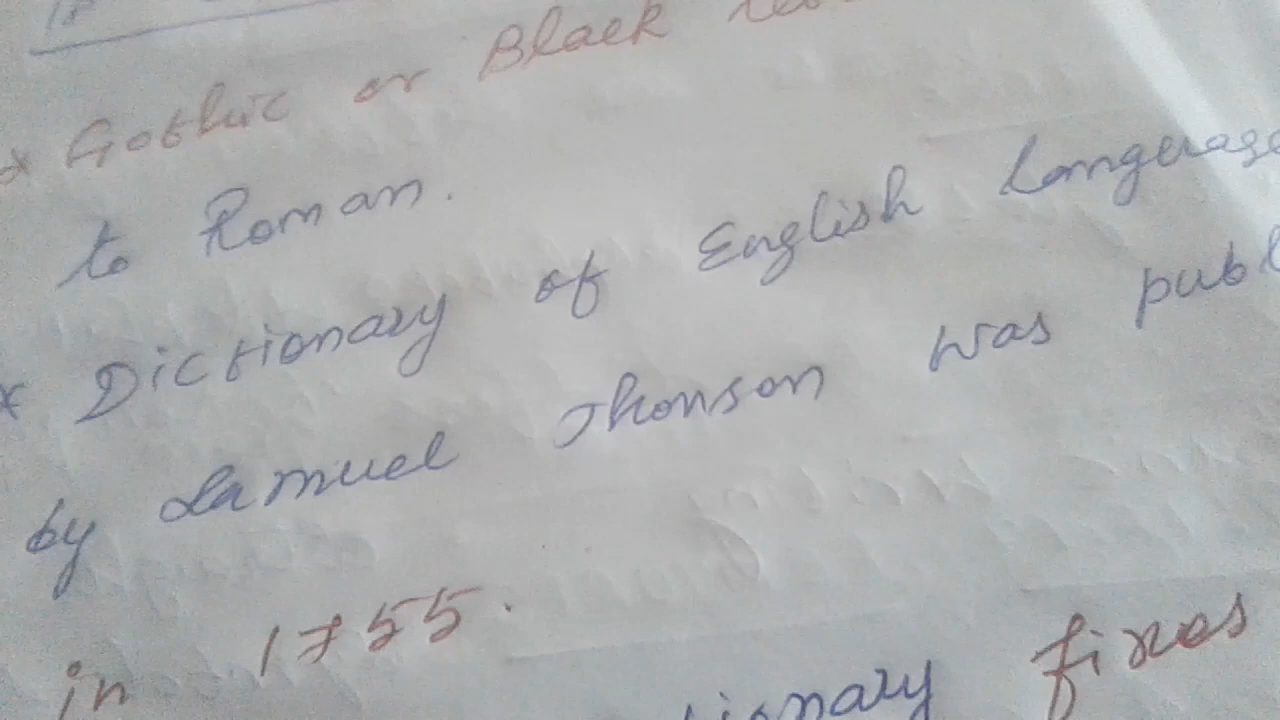 Gothic or Black
to Roman.
x Dictionary of English Language
by Samuel Jhonson was publ
in 1755.
fixes